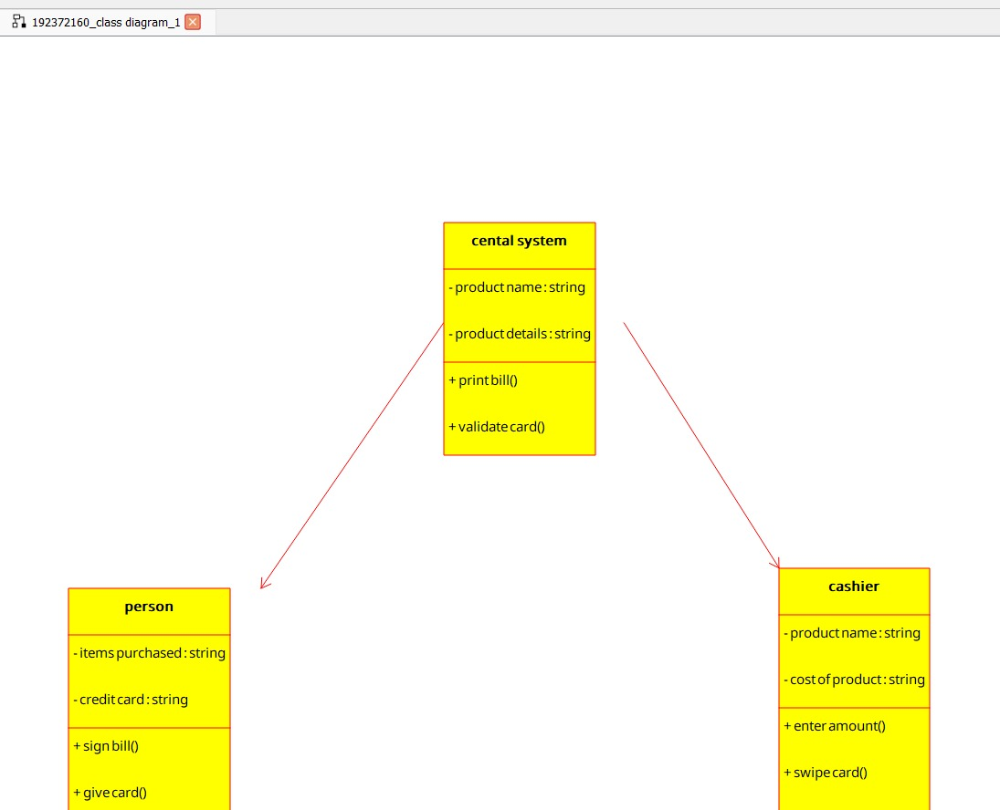 192372160_class diagram_1
cental system
- product name : string
- product details : string
+ print bill()
+ validate card()
person
- items purchased : string
- credit card : string
+ sign bill()
+ give card()
cashier
- product name : string
- cost of product : string
+ enter amount()
+ swipe card()